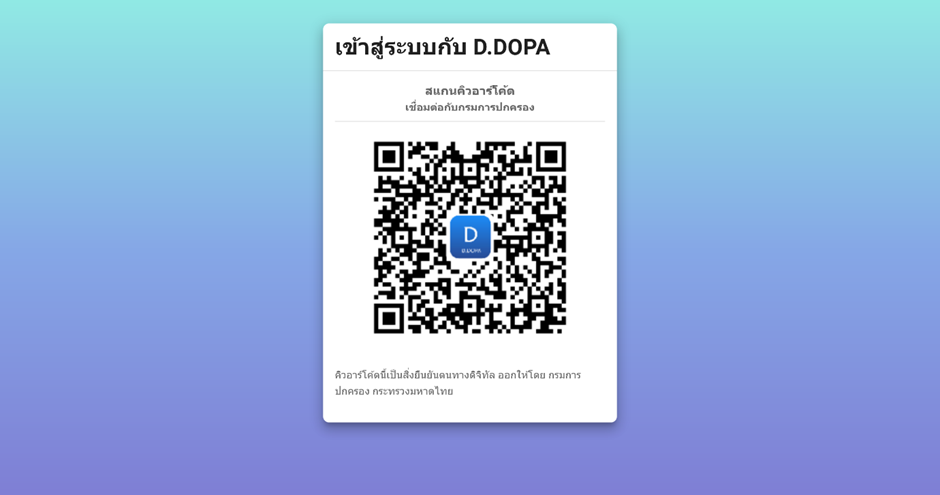 เข้าสู่ระบบกับ D.DOPA
สแกนคิวอาร์โค้ด
เชื่อมต่อกับกรมการปกครอง
D
D.DOPA
คิวอาร์โค้ดนี้เป็นสิ่งยืนยันตนทางดิจิทัล ออกให้โดย กรมการ
ปกครอง กระทรวงมหาดไทย